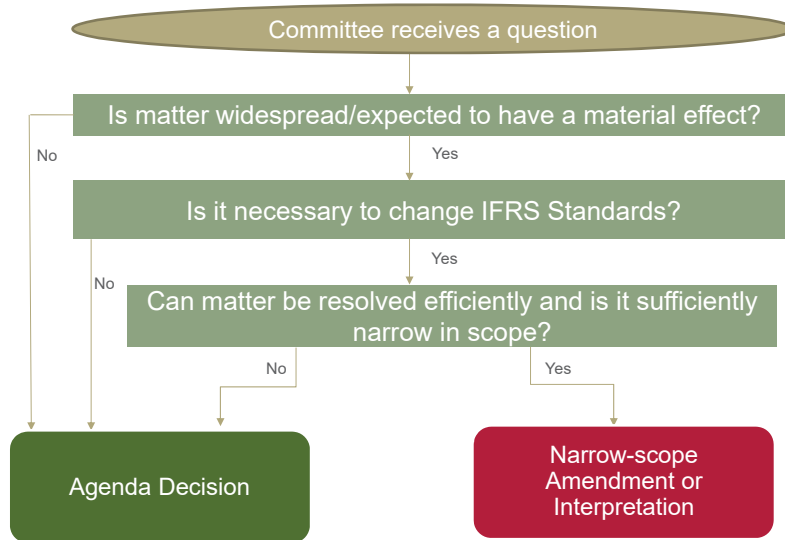 Committee receives a question
Is matter widespread/expected to have a material effect?
No
Yes
Is it necessary to change IFRS Standards?
No
Yes
Can matter be resolved efficiently and is it sufficiently
narrow in scope?
No
Yes
Agenda Decision
Narrow-scope
Amendment or
Interpretation